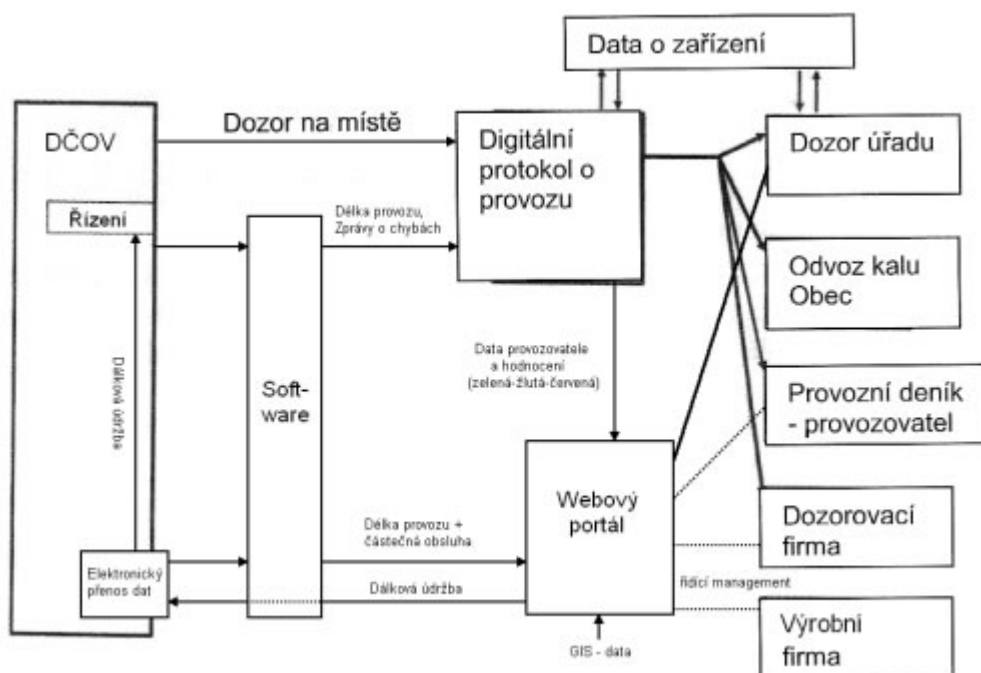 Data o zařízení
DČOV
Dozor na místě
Digitální
protokol o
provozu
Dozor úřadu
Řízení
Délka provozu,
Zprávy o chybách
Odvoz kalu
Obec
Dálková údržba
Soft-
ware
Data provozovatele
a hodnocení
(zelená-žlutá-červená)
Provozní deník
- provozovatel
Webový
portál
Délka provozu +
částečná obsluha
Dozorovací
firma
Elektronický
přenos dat
Dálková údržba
řídící management
Výrobní
firma
GIS - data